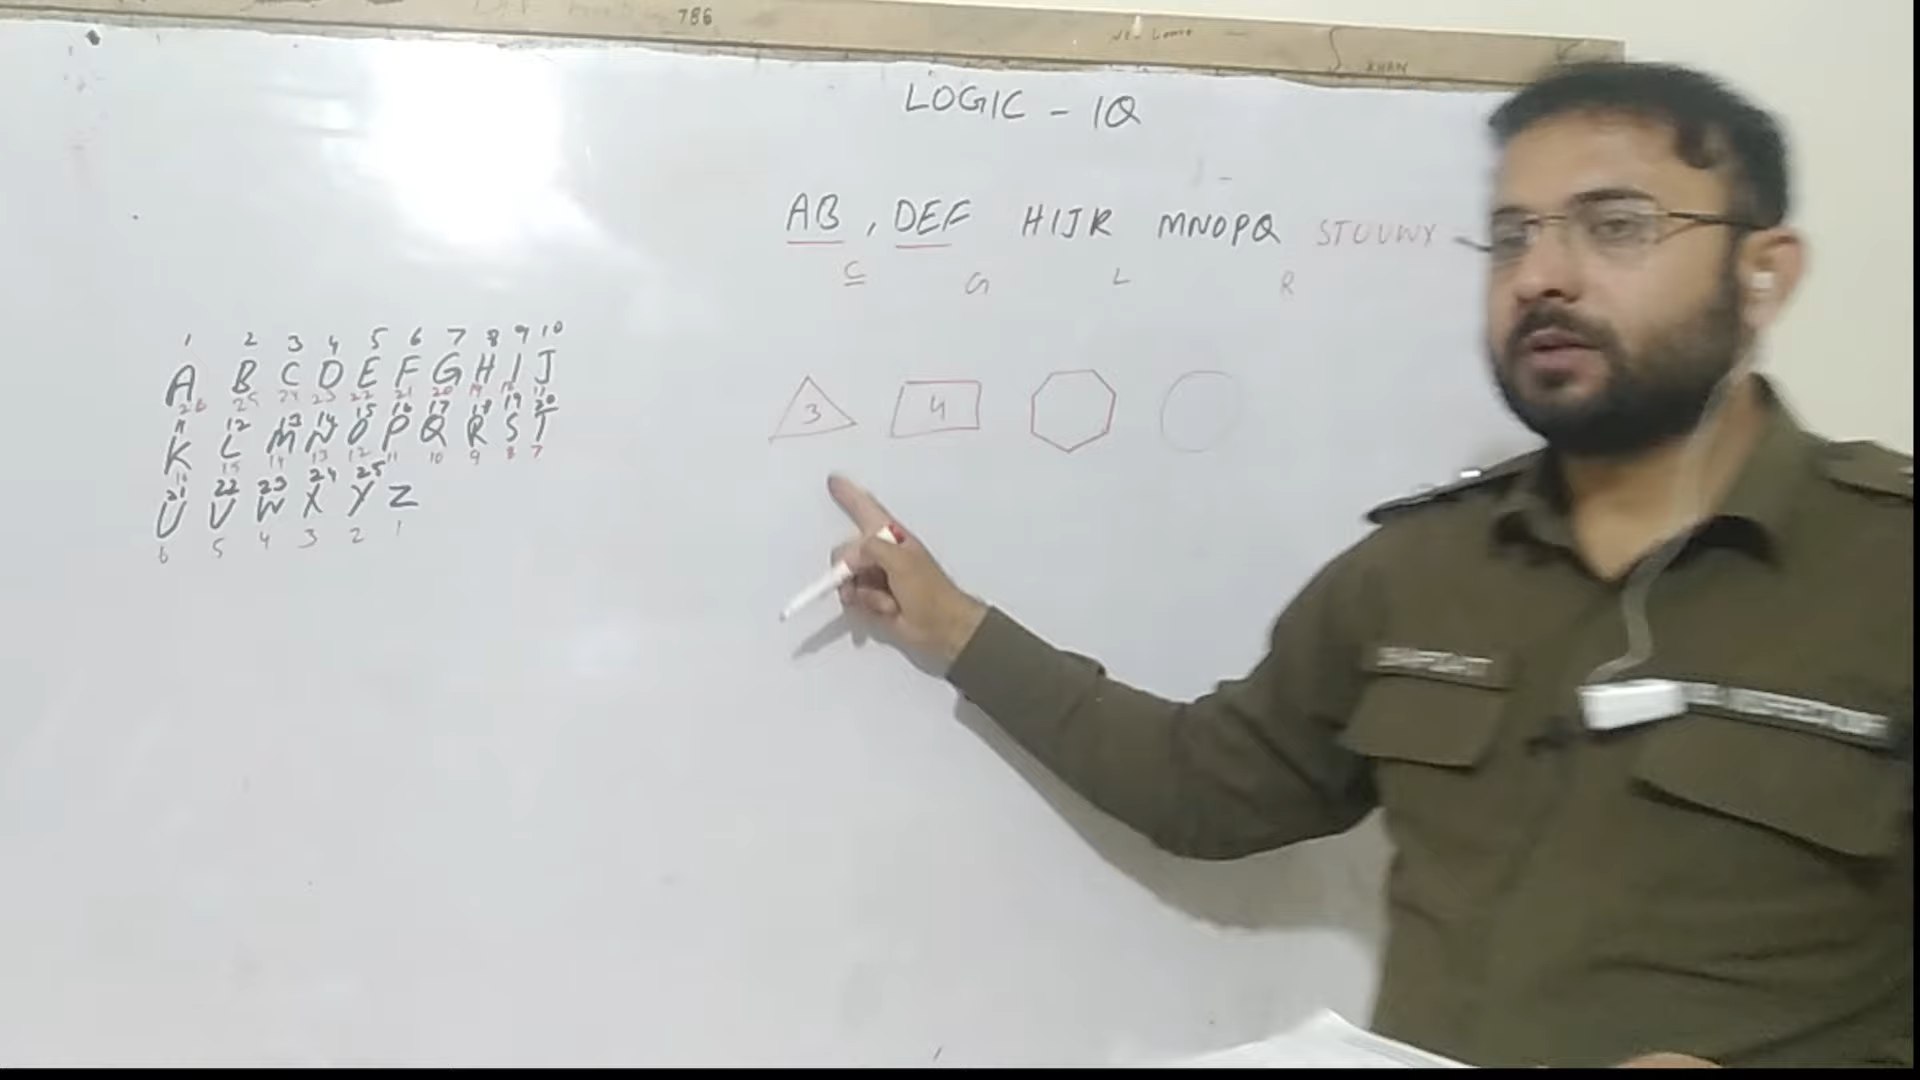 786
KHAN
LOGIC - IQ
AB , DEF HIJK MNOPQ STUVWX
C G L R
1 2 3 4 5 6 7 8 9 10
A B C D E F G H I J
26 25 24 23 22 21 20 19 18 17
11 12 13 14 15 16 17 18 19 20
K L M N O P Q R S T
16 15 14 13 12 11 10 9 8 7
21 22 23 24 25
U V W X Y Z
6 5 4 3 2 1
3 4